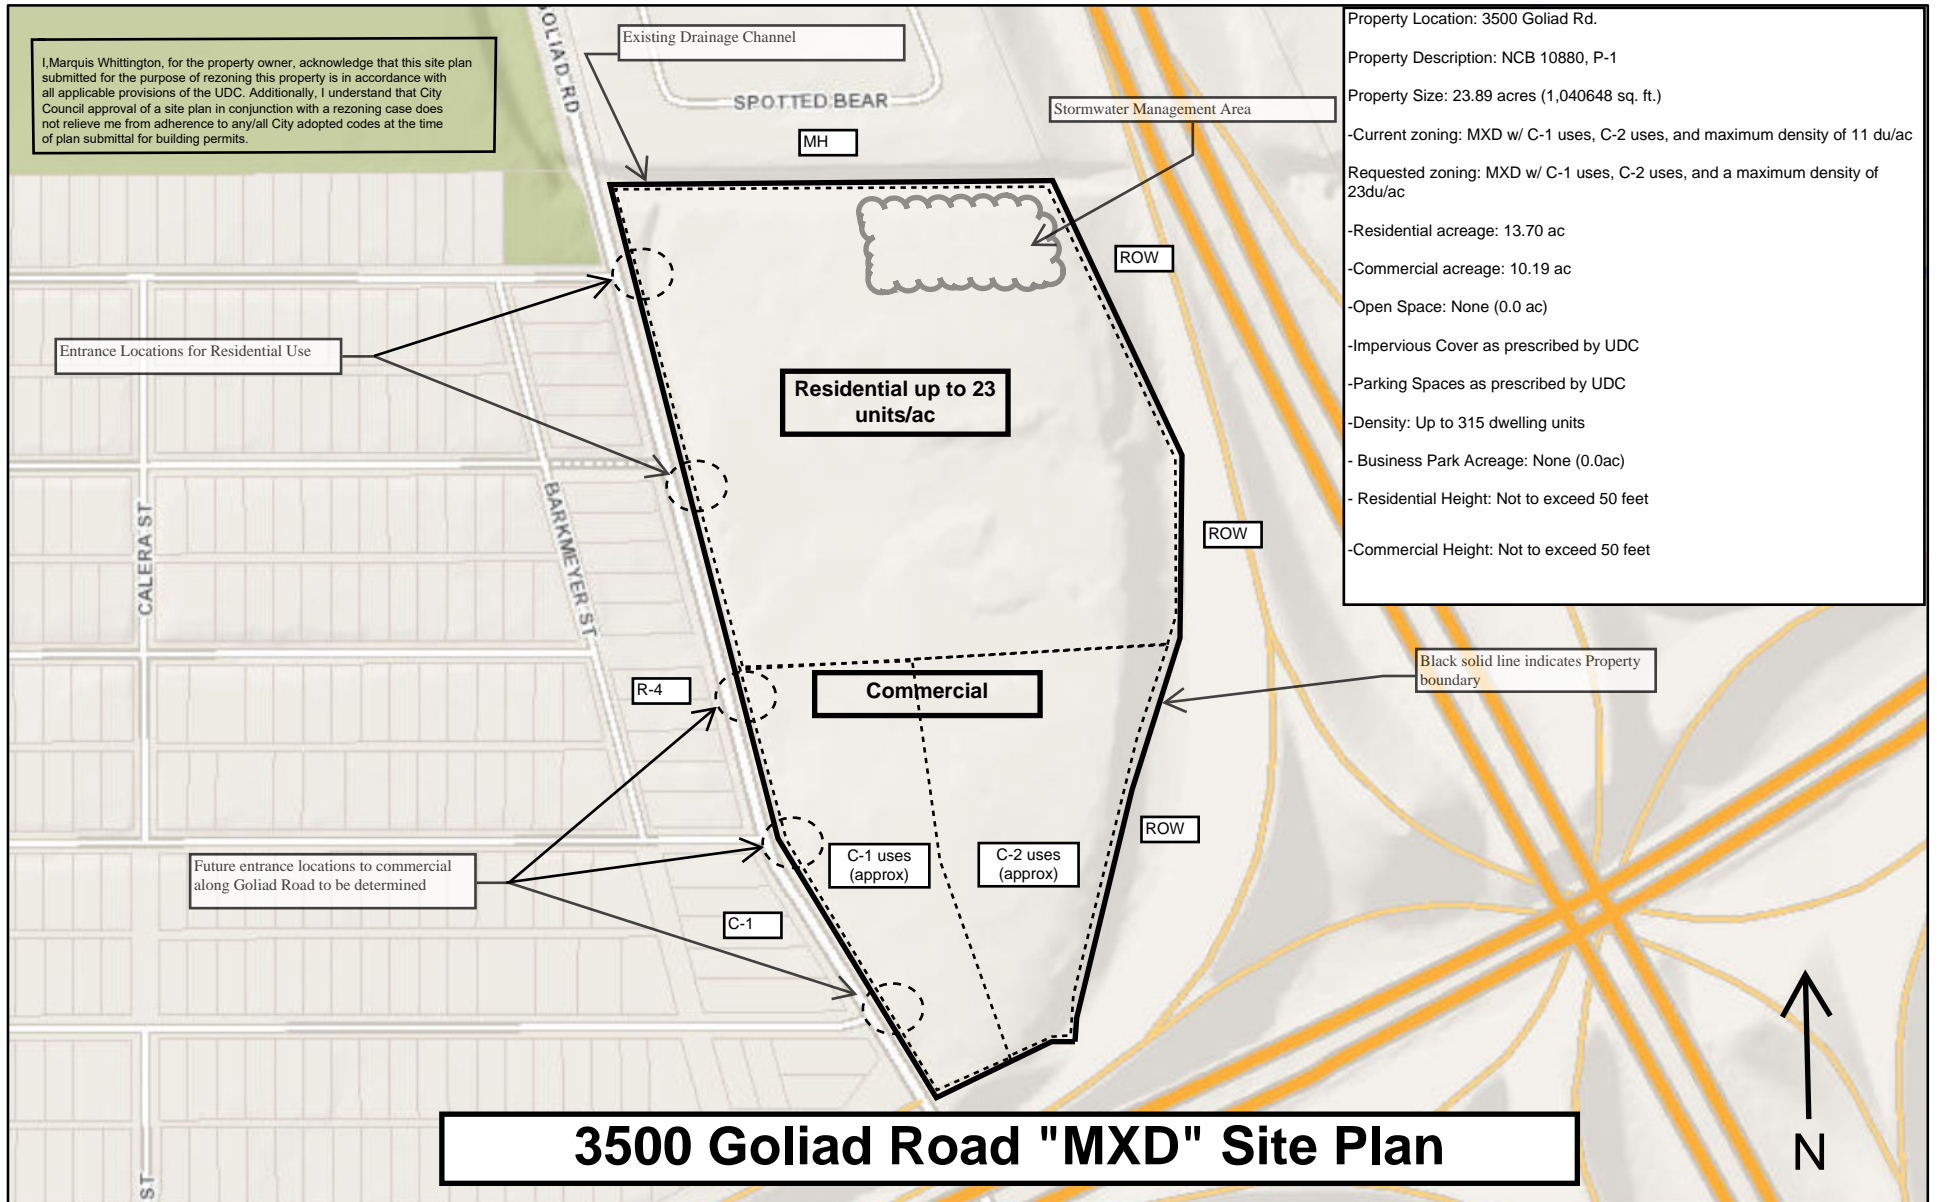 I,Marquis Whittington, for the property owner, acknowledge that this site plan
submitted for the purpose of rezoning this property is in accordance with
all applicable provisions of the UDC. Additionally, I understand that City
Council approval of a site plan in conjunction with a rezoning case does
not relieve me from adherence to any/all City adopted codes at the time
of plan submittal for building permits.
GOLIAD RD
Existing Drainage Channel
SPOTTED BEAR
MH
Stormwater Management Area
Property Location: 3500 Goliad Rd.
Property Description: NCB 10880, P-1
Property Size: 23.89 acres (1,040648 sq. ft.)
-Current zoning: MXD w/ C-1 uses, C-2 uses, and maximum density of 11 du/ac
Requested zoning: MXD w/ C-1 uses, C-2 uses, and a maximum density of
23du/ac
-Residential acreage: 13.70 ac
-Commercial acreage: 10.19 ac
-Open Space: None (0.0 ac)
-Impervious Cover as prescribed by UDC
-Parking Spaces as prescribed by UDC
-Density: Up to 315 dwelling units
- Business Park Acreage: None (0.0ac)
- Residential Height: Not to exceed 50 feet
-Commercial Height: Not to exceed 50 feet
ROW
Entrance Locations for Residential Use
Residential up to 23
units/ac
CALERA ST
BARKMEYER ST
ROW
Black solid line indicates Property
boundary
R-4
Commercial
ROW
C-1 uses
(approx)
C-2 uses
(approx)
Future entrance locations to commercial
along Goliad Road to be determined
C-1
3500 Goliad Road "MXD" Site Plan
N
ST